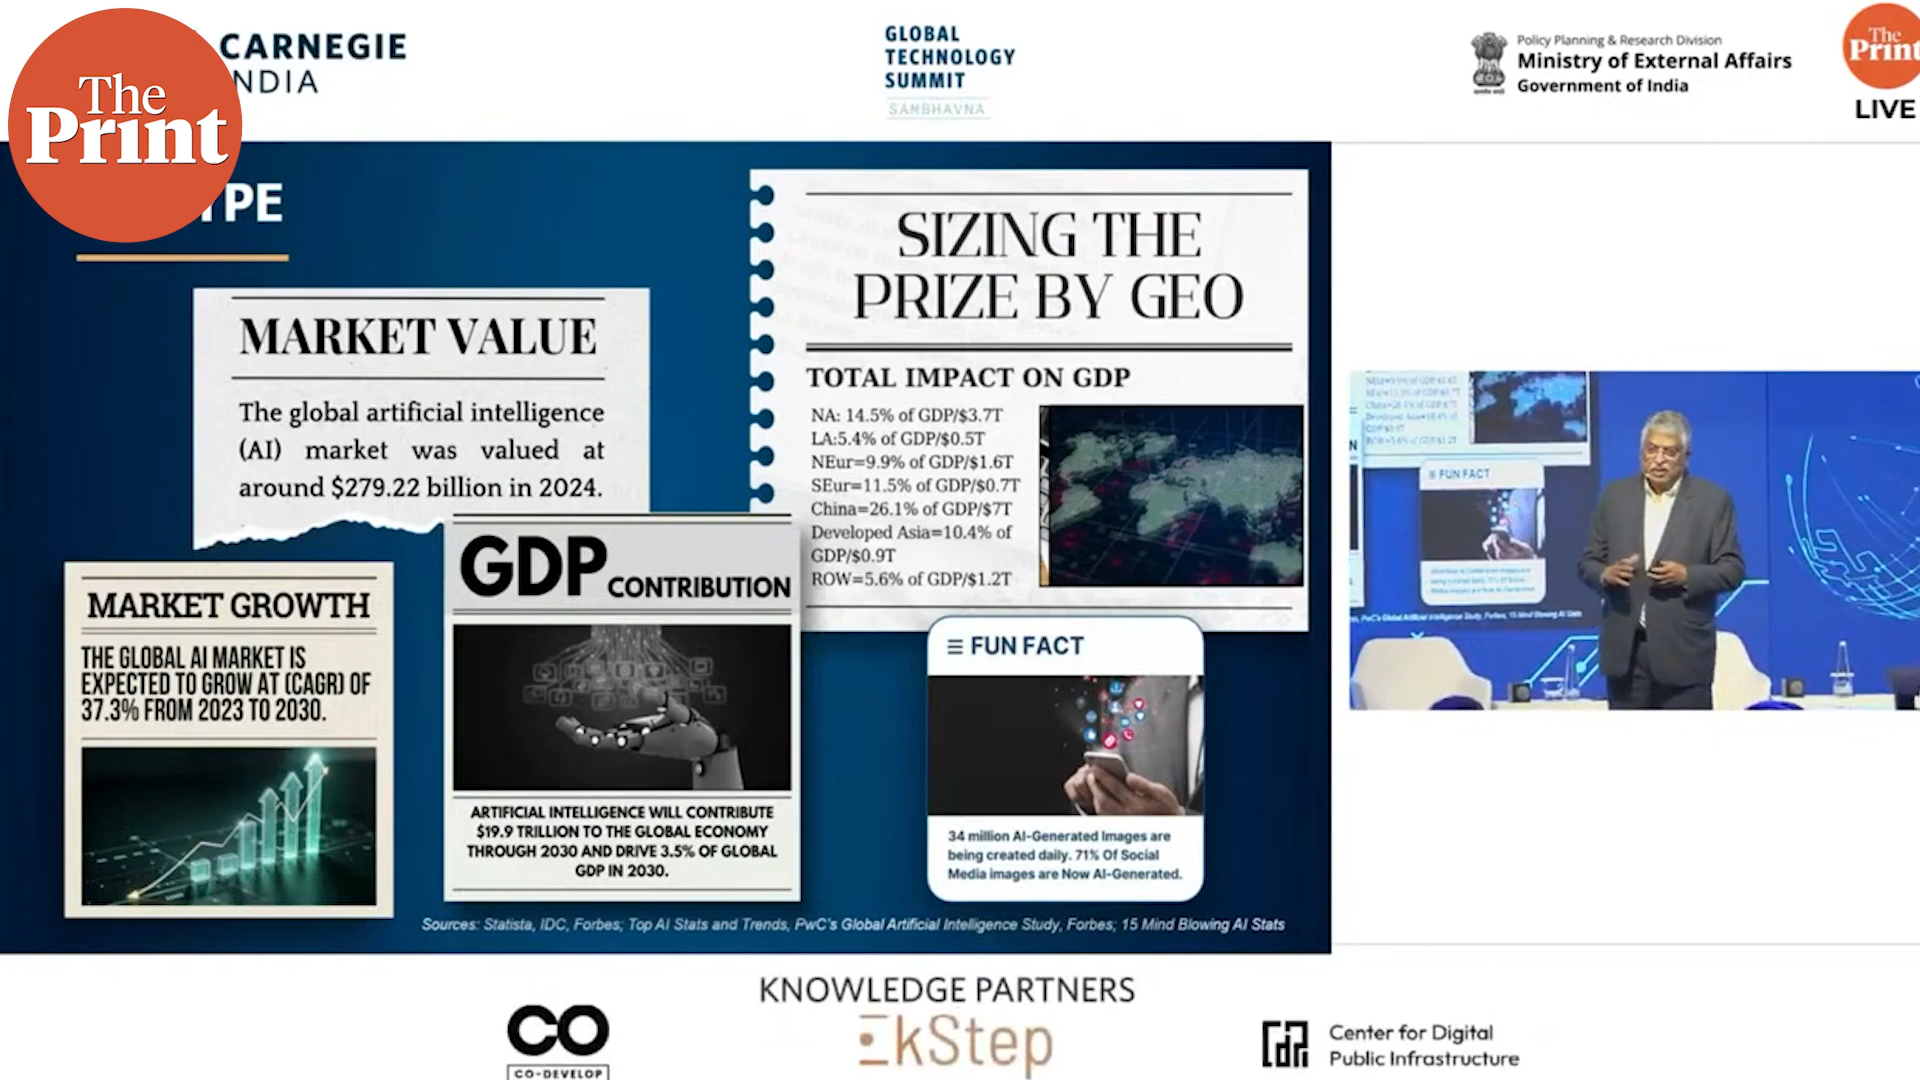 The
Print
CARNEGIE
INDIA
GLOBAL
TECHNOLOGY
SUMMIT
SAMBHAVNA
Policy Planning & Research Division
Ministry of External Affairs
Government of India
The
Print
LIVE
YPE
MARKET VALUE
The global artificial intelligence
(AI) market was valued at
around $279.22 billion in 2024.
SIZING THE
PRIZE BY GEO
TOTAL IMPACT ON GDP
NA: 14.5% of GDP/$3.7T
LA:5.4% of GDP/$0.5T
NEur=9.9% of GDP/$1.6T
SEur=11.5% of GDP/$0.7T
China=26.1% of GDP/$7T
Developed Asia=10.4% of
GDP/$0.9T
ROW=5.6% of GDP/$1.2T
MARKET GROWTH
THE GLOBAL AI MARKET IS
EXPECTED TO GROW AT (CAGR) OF
37.3% FROM 2023 TO 2030.
GDP CONTRIBUTION
ARTIFICIAL INTELLIGENCE WILL CONTRIBUTE
$19.9 TRILLION TO THE GLOBAL ECONOMY
THROUGH 2030 AND DRIVE 3.5% OF GLOBAL
GDP IN 2030.
FUN FACT
34 million AI-Generated Images are
being created daily. 71% Of Social
Media images are Now AI-Generated.
Sources: Statista, IDC, Forbes; Top AI Stats and Trends, PwC's Global Artificial Intelligence Study, Forbes; 15 Mind Blowing AI Stats
FUN FACT
KNOWLEDGE PARTNERS
CO
CO-DEVELOP
EkStep
Center for Digital
Public Infrastructure